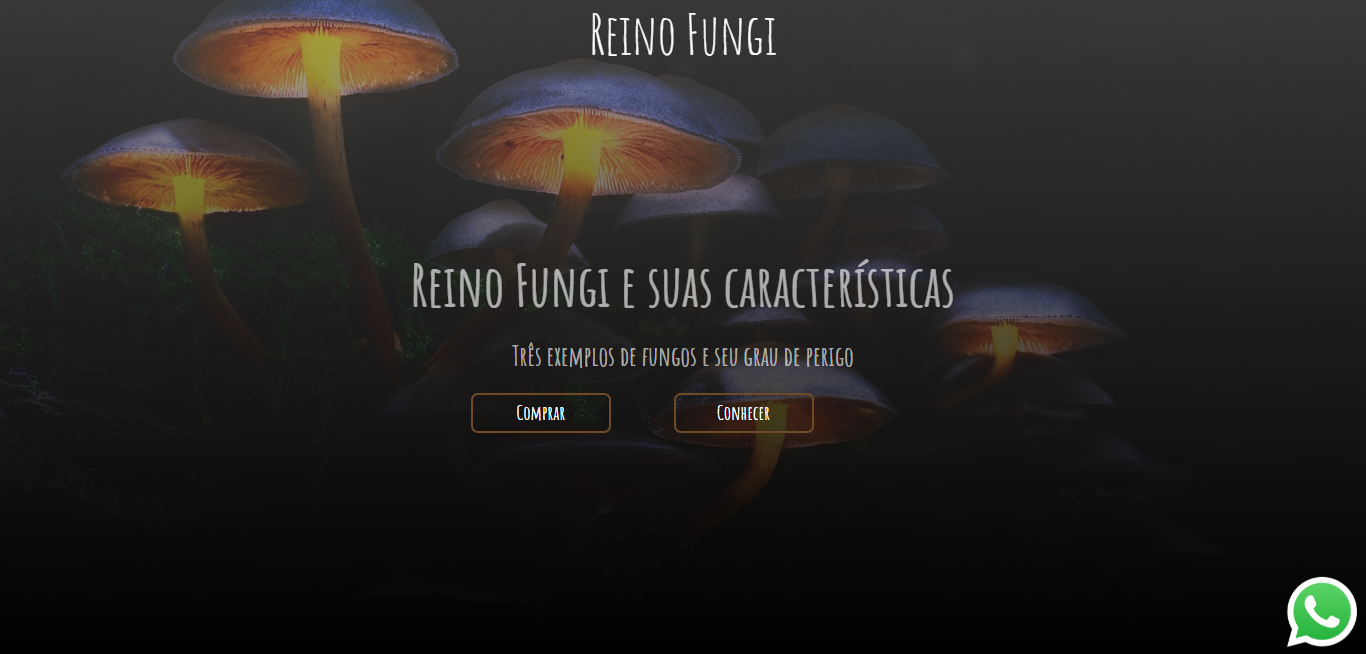 Reino Fungi
Reino Fungi e suas características
Três exemplos de fungos e seu grau de perigo
Comprar
Conhecer